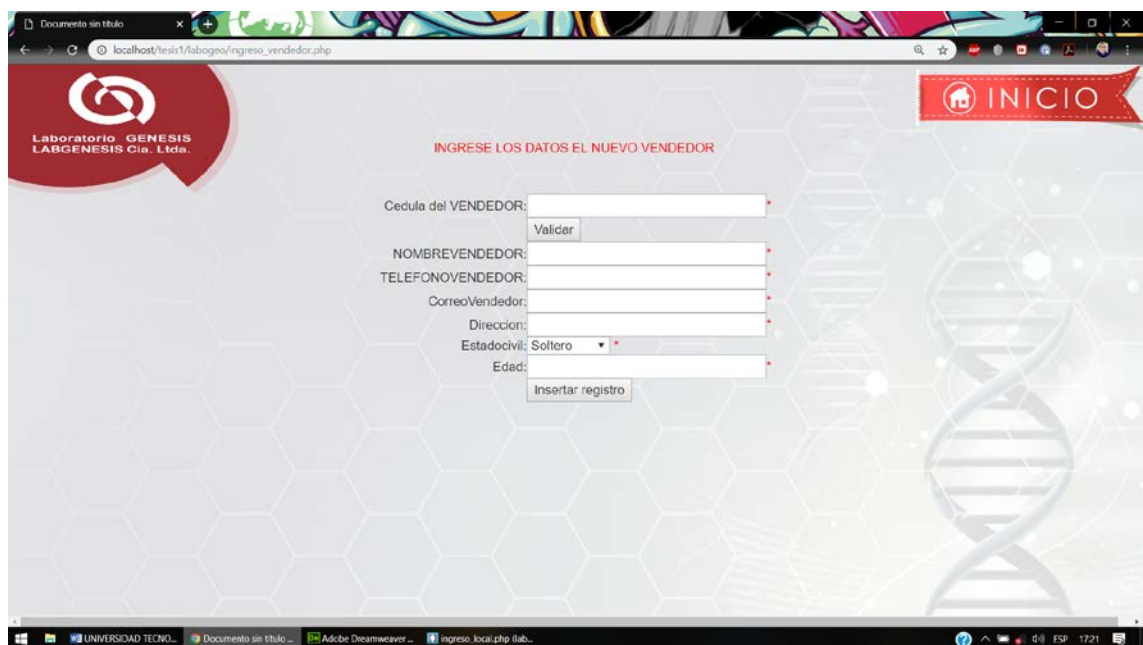 Documento sin título
localhost/tesis1/labogeo/ingreso_vendedor.php
ABP
Laboratorio GENESIS
LABGENESIS Cia. Ltda.
INICIO
INGRESE LOS DATOS EL NUEVO VENDEDOR
Cedula del VENDEDOR: *
Validar
NOMBREVENDEDOR: *
TELEFONOVENDEDOR: *
CorreoVendedor: *
Direccion: *
Estadocivil: Soltero *
Edad: *
Insertar registro
UNIVERSIDAD TECNO... Documento sin título ... Adobe Dreamweaver ... ingreso_local.php (lab... ESP 17:21